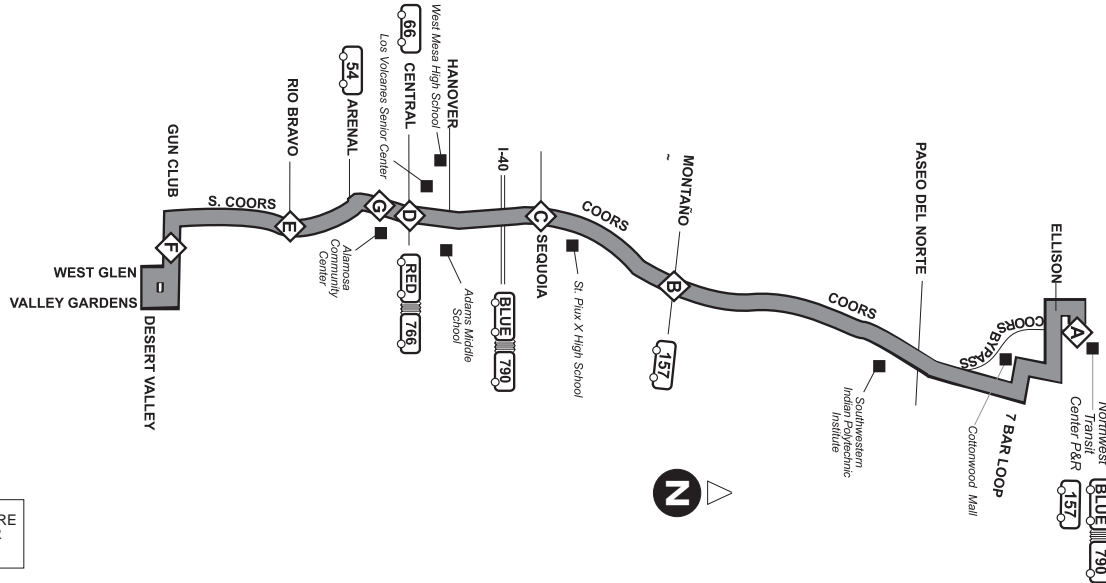 West Mesa High School
66
Los Volcanes Senior Center
CENTRAL
HANOVER
54
ARENAL
RIO BRAVO
GUN CLUB
I-40
MONTAÑO
~
PASEO DEL NORTE
ELLISON
S. COORS
COORS
COORS
COORS BYPASS
A
B
C
D
E
F
G
SEQUOIA
WEST GLEN
VALLEY GARDENS
DESERT VALLEY
Alamosa
Community
Center
RED
766
Adams Middle
School
BLUE
790
St. Piux X High School
157
Southwestern
Indian Polytechnic
Institute
Cottonwood Mall
7 BAR LOOP
Northwest
Transit
Center P&R
BLUE
790
157
N
RE